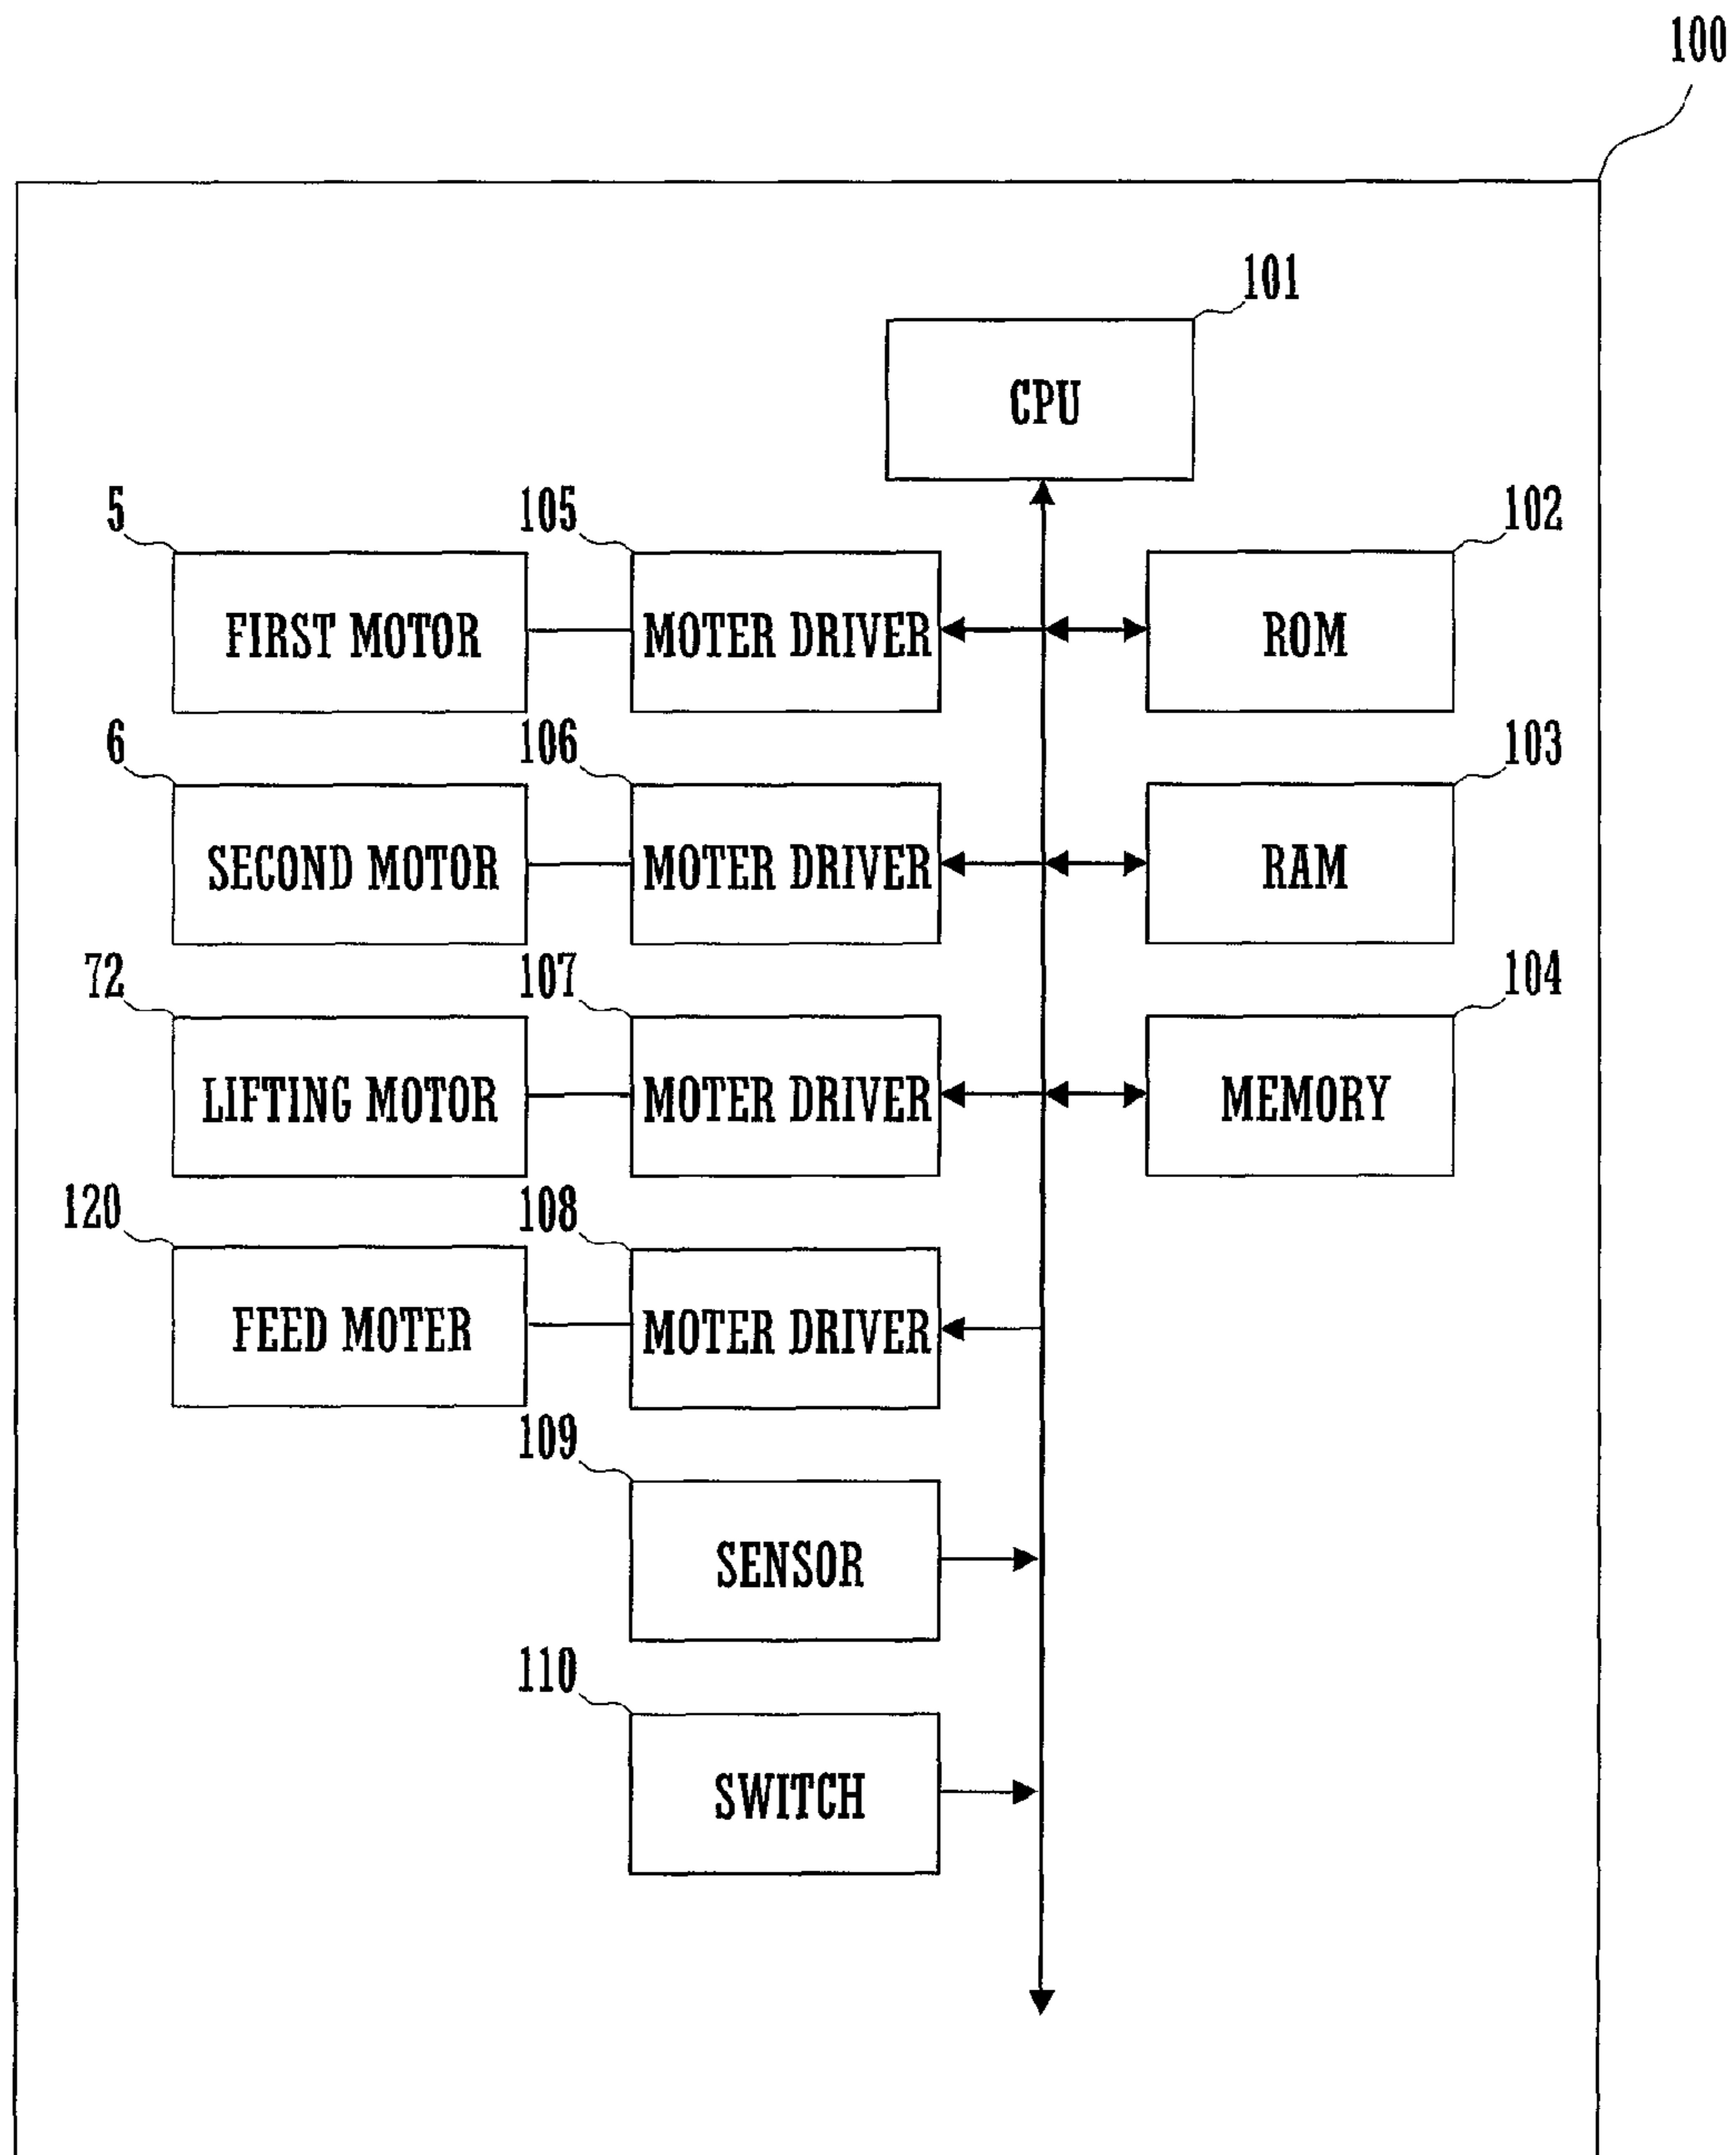 100
101
CPU
5
105
102
FIRST MOTOR
MOTER DRIVER
ROM
6
106
103
SECOND MOTOR
MOTER DRIVER
RAM
72
107
104
LIFTING MOTOR
MOTER DRIVER
MEMORY
120
108
FEED MOTER
MOTER DRIVER
109
SENSOR
110
SWITCH